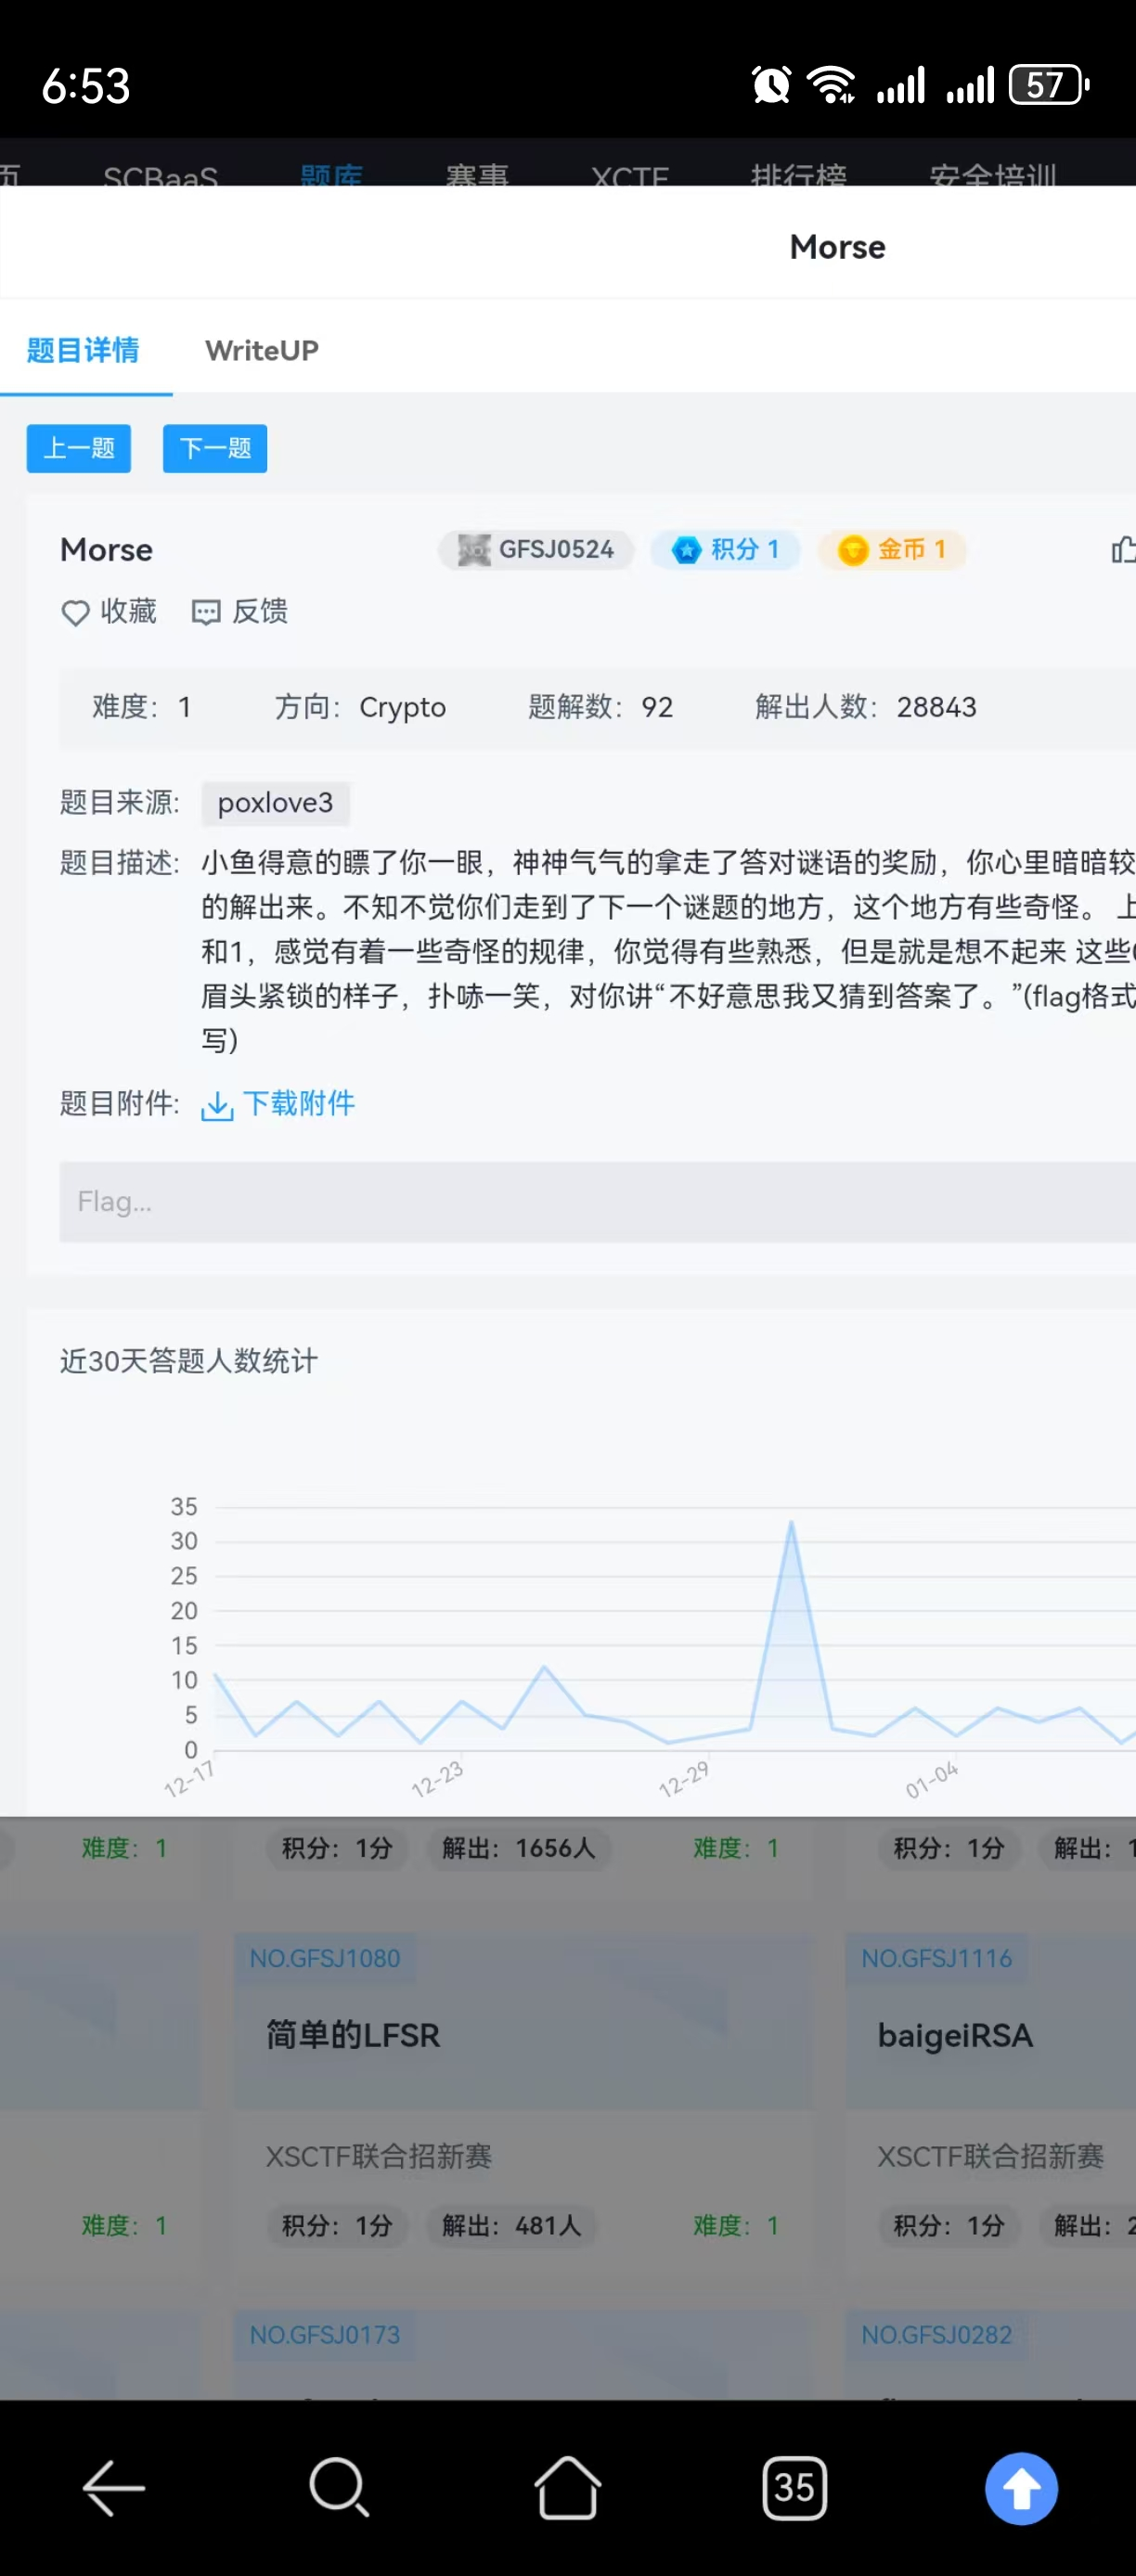 6:53
57
页 SCBaaS 题库 赛事 XCTF 排行榜 安全培训
Morse
题目详情 WriteUP
上一题 下一题
Morse GFSJ0524 积分 1 金币 1
收藏 反馈
难度: 1 方向: Crypto 题解数: 92 解出人数: 28843
题目来源: poxlove3
题目描述: 小鱼得意的瞟了你一眼，神神气气的拿走了答对谜语的奖励，你心里暗暗较
的解出来。不知不觉你们走到了下一个谜题的地方，这个地方有些奇怪。 上
和1，感觉有着一些奇怪的规律，你觉得有些熟悉，但是就是想不起来 这些
眉头紧锁的样子，扑哧一笑，对你讲“不好意思我又猜到答案了。”(flag格式
写)
题目附件: 下载附件
Flag...
近30天答题人数统计
35
30
25
20
15
10
5
0
12-17 12-23 12-29 01-04
难度: 1 积分: 1分 解出: 1656人 难度: 1 积分: 1分 解出: 1
NO.GFSJ1080 NO.GFSJ1116
简单的LFSR baigeiRSA
XSCTF联合招新赛 XSCTF联合招新赛
难度: 1 积分: 1分 解出: 481人 难度: 1 积分: 1分 解出: 2
NO.GFSJ0173 NO.GFSJ0282
35